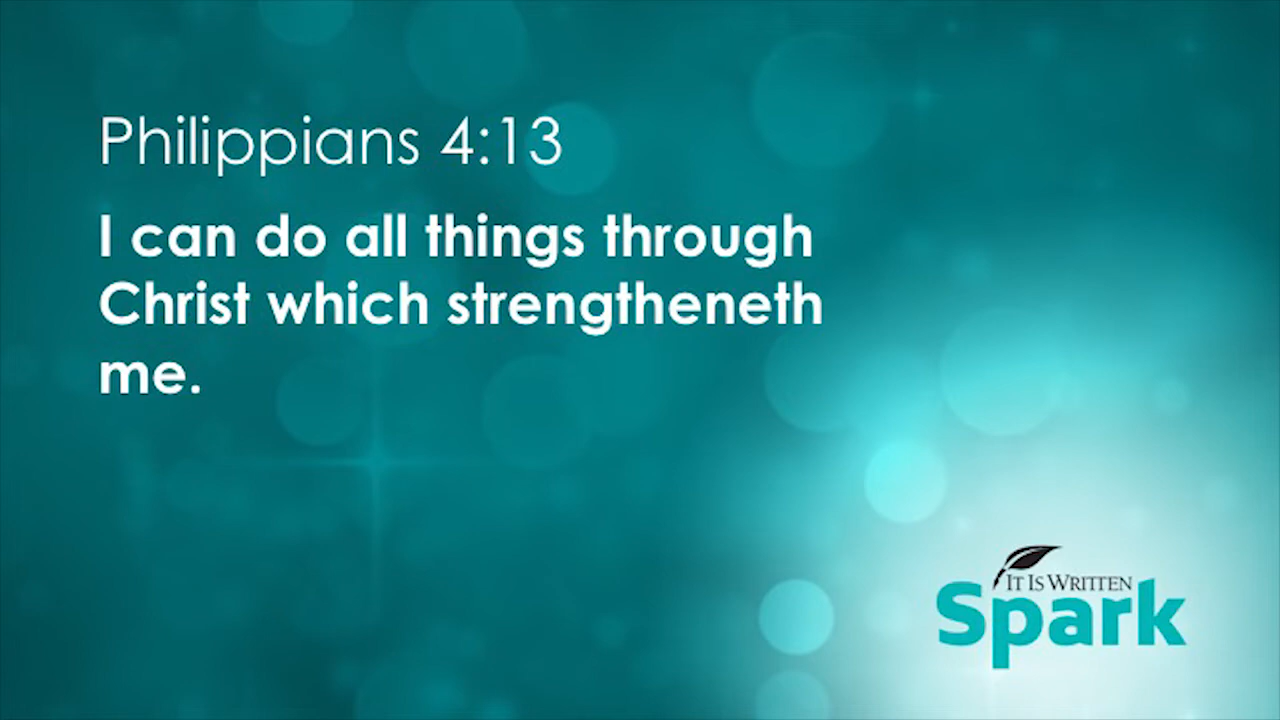 Philippians 4:13
I can do all things through
Christ which strengtheneth
me.
IT IS WRITTEN
Spark